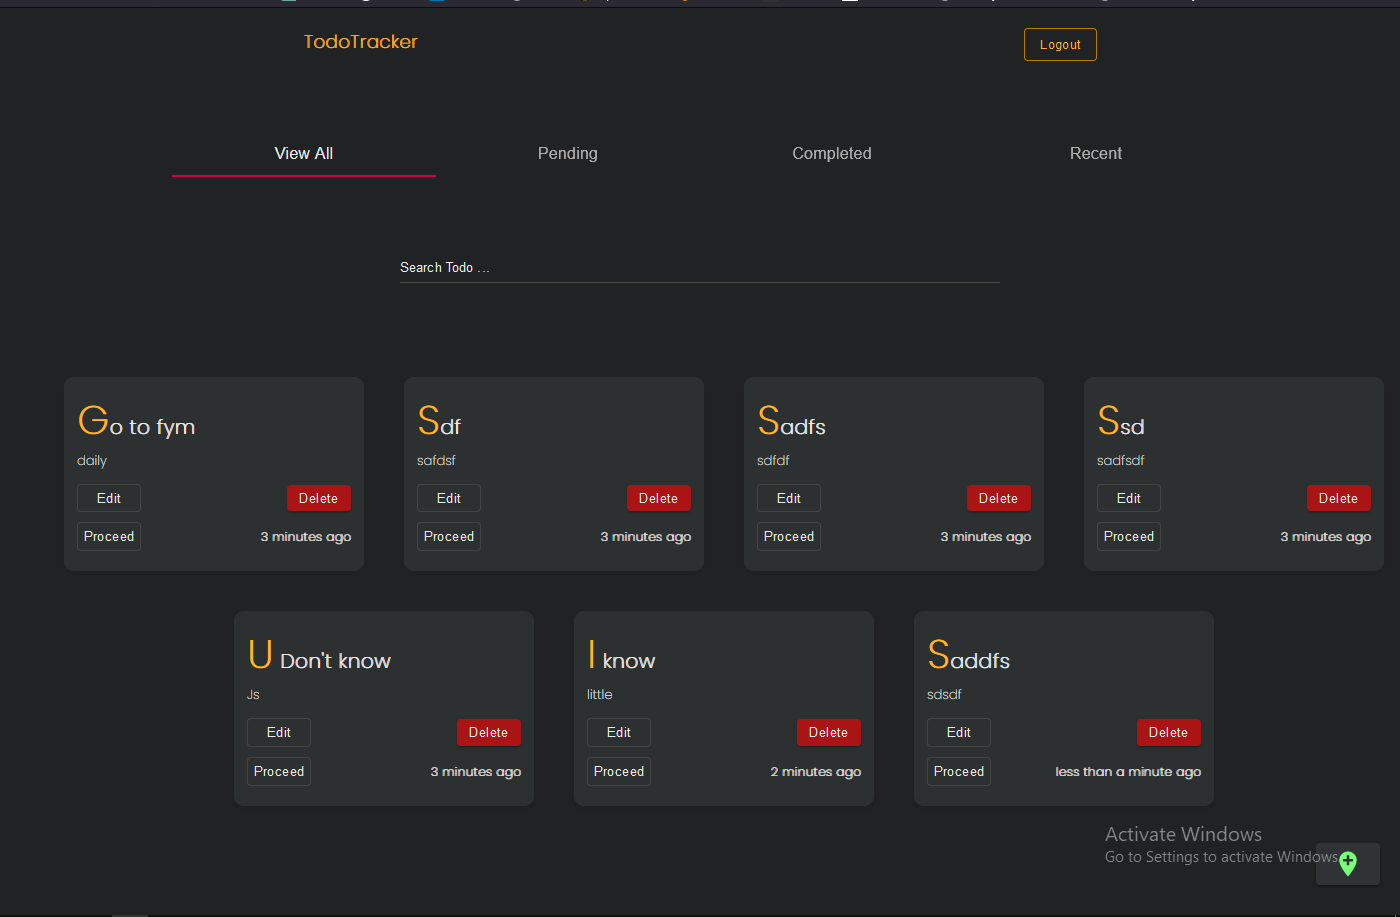 TodoTracker
Logout
View All
Pending
Completed
Recent
Search Todo ...
Go to fym
daily
Edit
Delete
Proceed
3 minutes ago
Sdf
safdsf
Edit
Delete
Proceed
3 minutes ago
Sadfs
sdfdf
Edit
Delete
Proceed
3 minutes ago
Ssd
sadfsdf
Edit
Delete
Proceed
3 minutes ago
U Don't know
Js
Edit
Delete
Proceed
3 minutes ago
I know
little
Edit
Delete
Proceed
2 minutes ago
Saddfs
sdsdf
Edit
Delete
Proceed
less than a minute ago
Activate Windows
Go to Settings to activate Windows